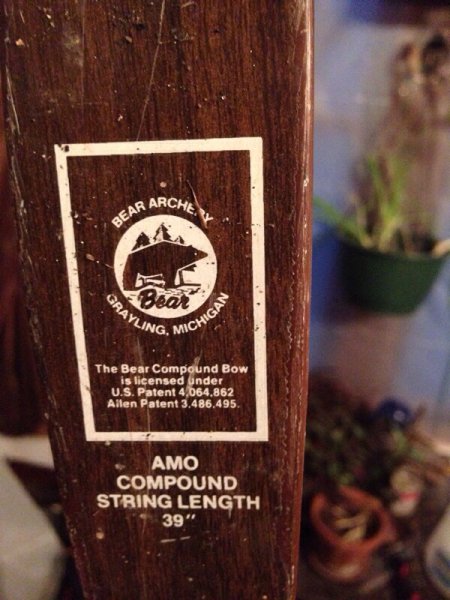 BEAR ARCHERY
Bear
GRAYLING, MICHIGAN
The Bear Compound Bow
is licensed under
U.S. Patent 4,064,862
Allen Patent 3,486,495.
AMO
COMPOUND
STRING LENGTH
39"